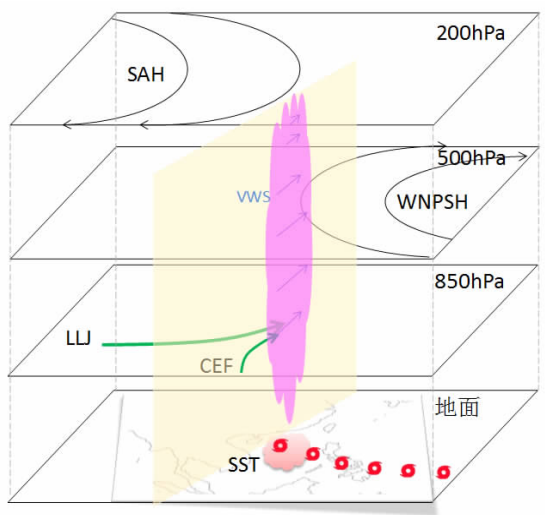 200hPa
SAH
500hPa
VWS
WNPSH
850hPa
LLJ
CEF
地面
SST